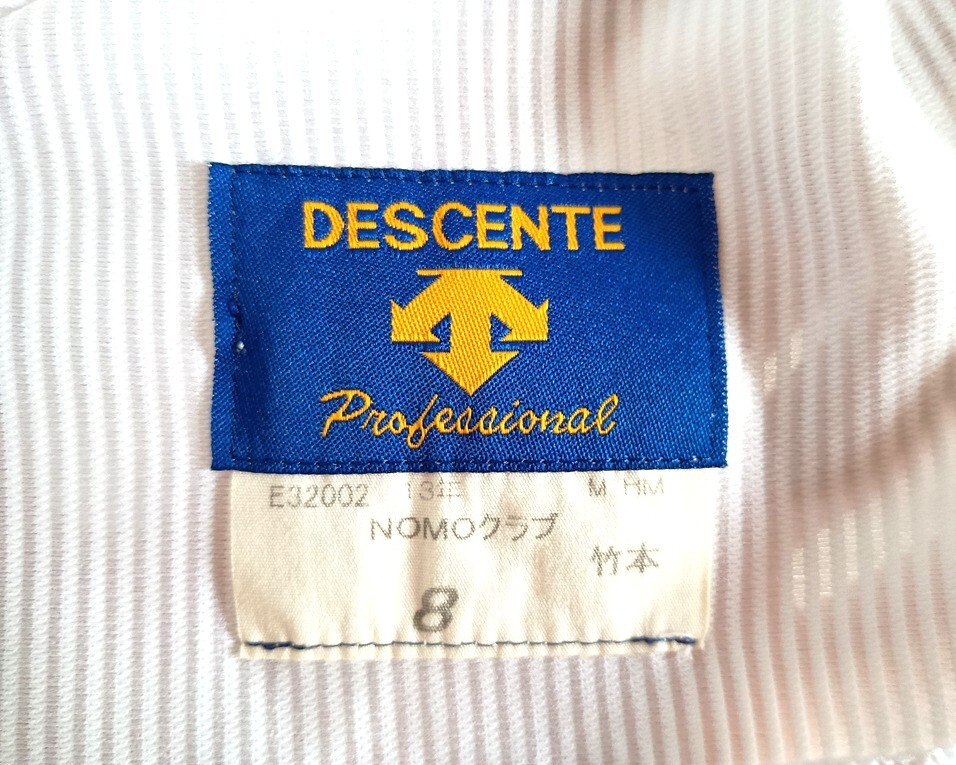 DESCENTE
Professional
E32002 13年 M HM
NOMOクラブ
竹本
8